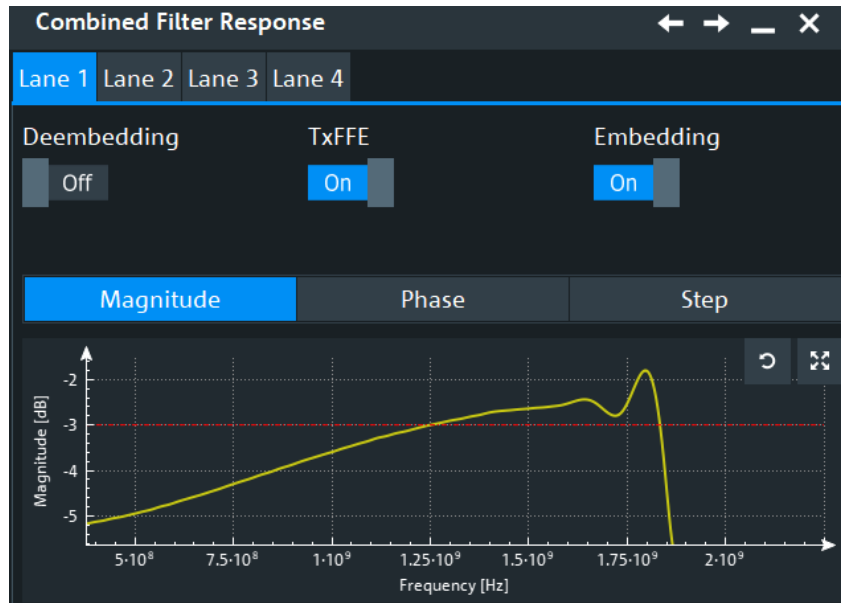 Combined Filter Response
Lane 1 Lane 2 Lane 3 Lane 4
Deembedding TxFFE Embedding
Off On On
Magnitude Phase Step
Magnitude [dB]
-2
-3
-4
-5
5·10⁸ 7.5·10⁸ 1·10⁹ 1.25·10⁹ 1.5·10⁹ 1.75·10⁹ 2·10⁹
Frequency [Hz]